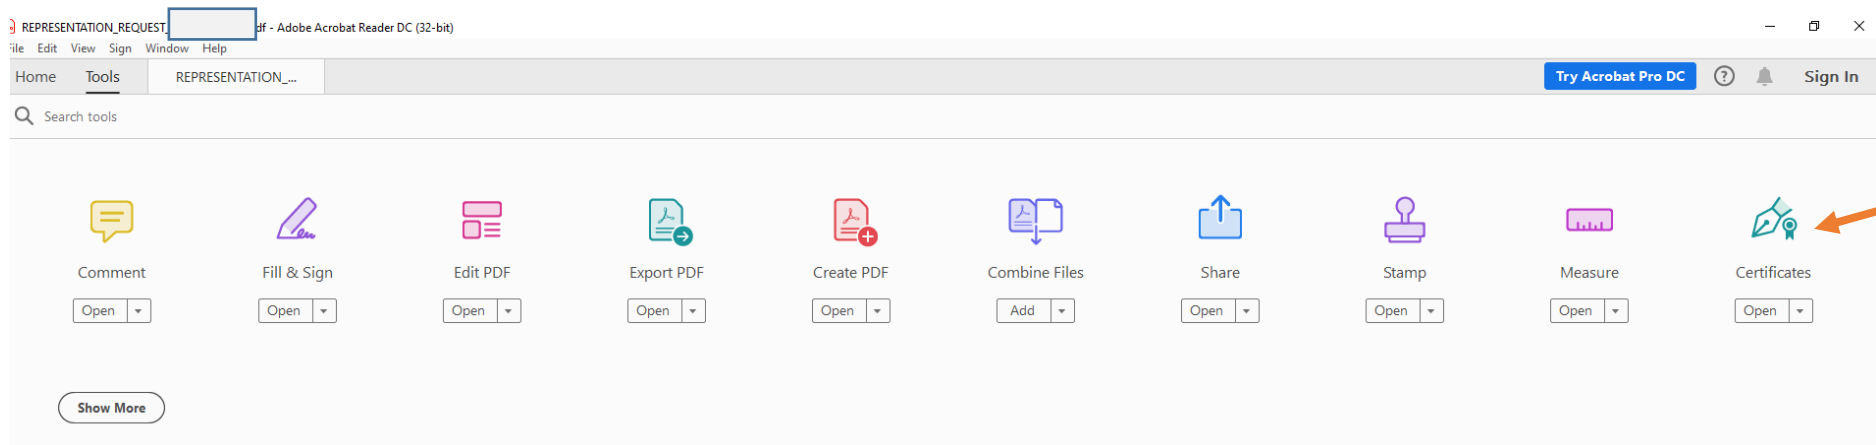 REPRESENTATION_REQUEST_ df - Adobe Acrobat Reader DC (32-bit)
ile Edit View Sign Window Help
Home Tools REPRESENTATION_... Try Acrobat Pro DC ? Sign In
Search tools
Comment Fill & Sign Edit PDF Export PDF Create PDF Combine Files Share Stamp Measure Certificates
Open Open Open Open Open Add Open Open Open Open
Show More